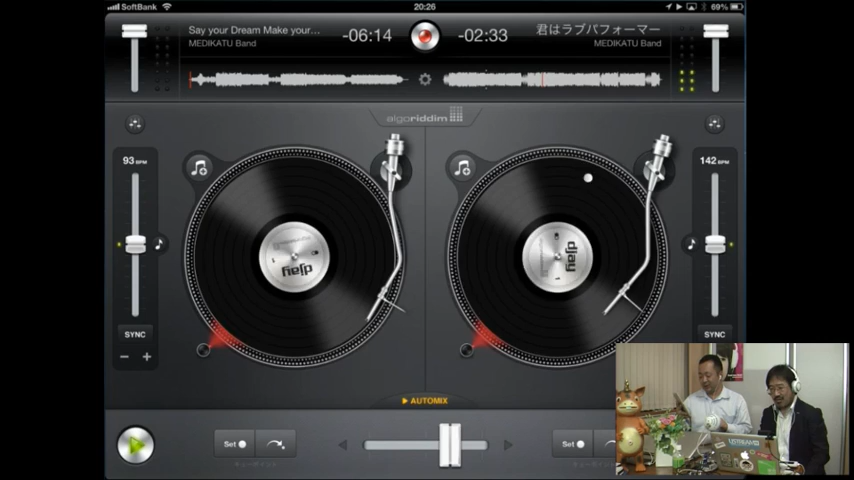 SoftBank
20:26
69%
Say your Dream Make your...
MEDIKATU Band
-06:14
-02:33
君はラブパフォーマー
MEDIKATU Band
algoriddim
93 BPM
142 BPM
djay
djay
SYNC
SYNC
AUTOMIX
Set
Set
USTREAM